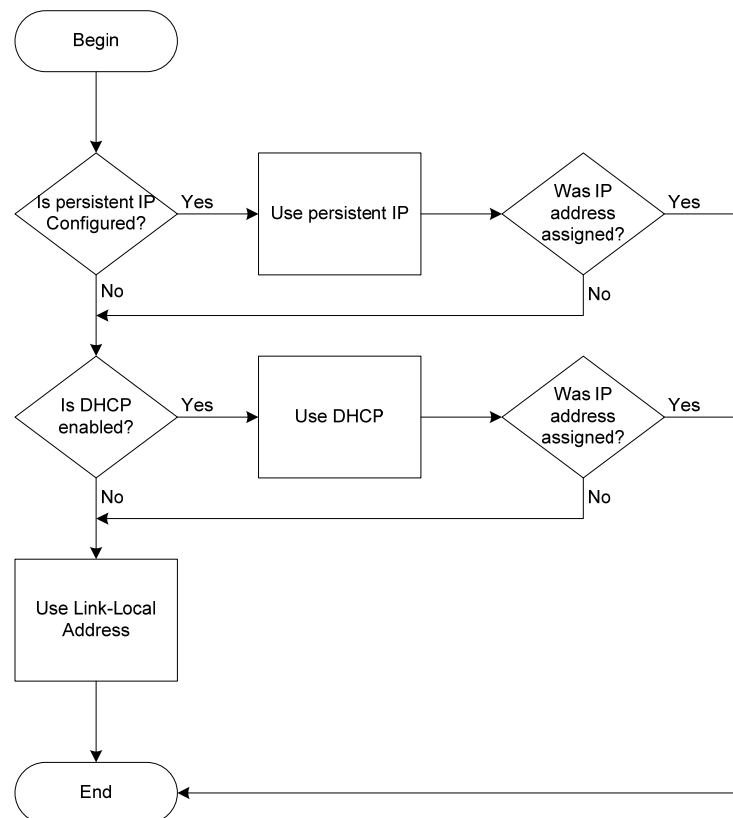 Begin
Is persistent IP
Configured?
Yes
Use persistent IP
Was IP
address
assigned?
Yes
No
No
Is DHCP
enabled?
Yes
Use DHCP
Was IP
address
assigned?
Yes
No
No
Use Link-Local
Address
End